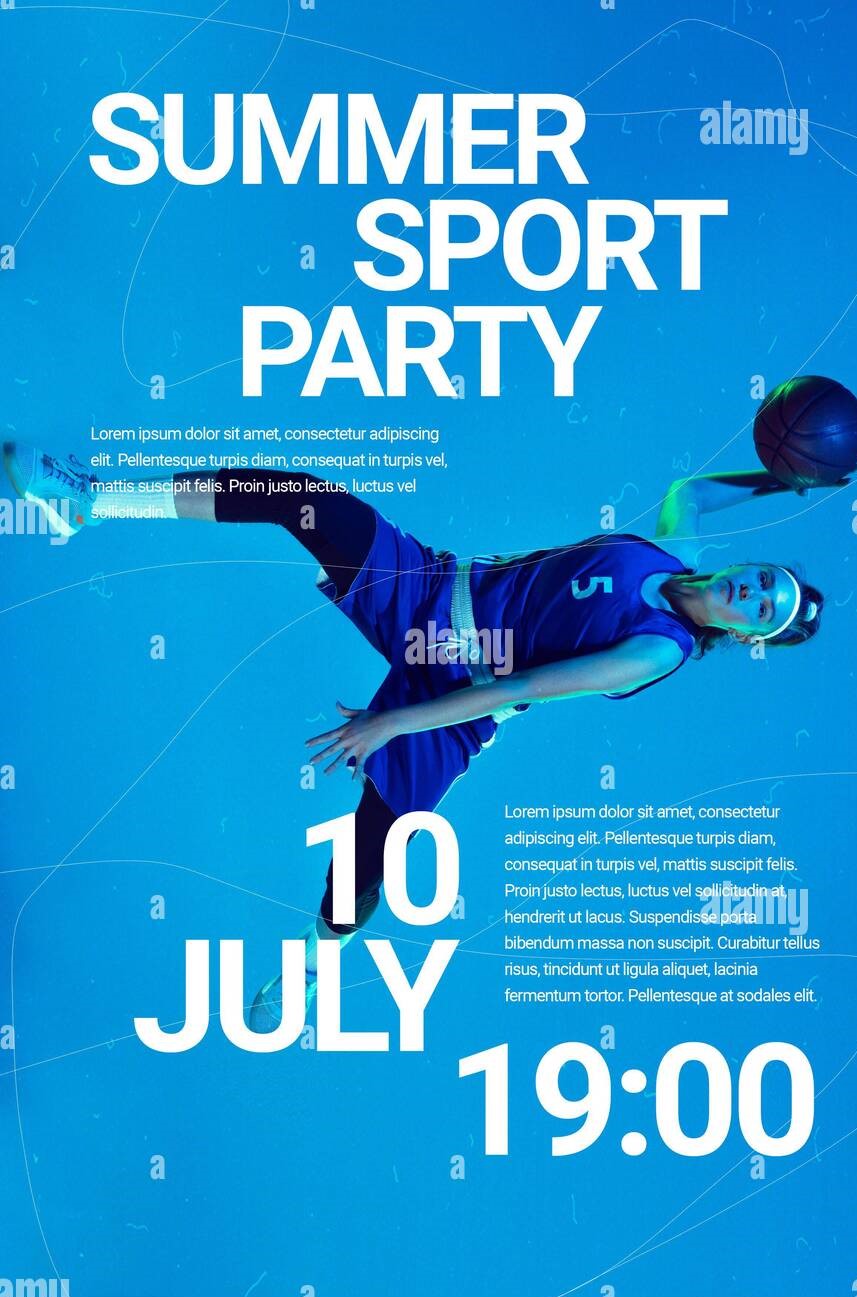 SUMMER
SPORT
PARTY
Lorem ipsum dolor sit amet, consectetur adipiscing
elit. Pellentesque turpis diam, consequat in turpis vel,
mattis suscipit felis. Proin justo lectus, luctus vel
sollicitudin.
5
10
JULY
Lorem ipsum dolor sit amet, consectetur
adipiscing elit. Pellentesque turpis diam,
consequat in turpis vel, mattis suscipit felis.
Proin justo lectus, luctus vel sollicitudin at,
hendrerit ut lacus. Suspendisse porta
bibendum massa non suscipit. Curabitur tellus
risus, tincidunt ut ligula aliquet, lacinia
fermentum tortor. Pellentesque at sodales elit.
19:00
alamy
alamy
alamy